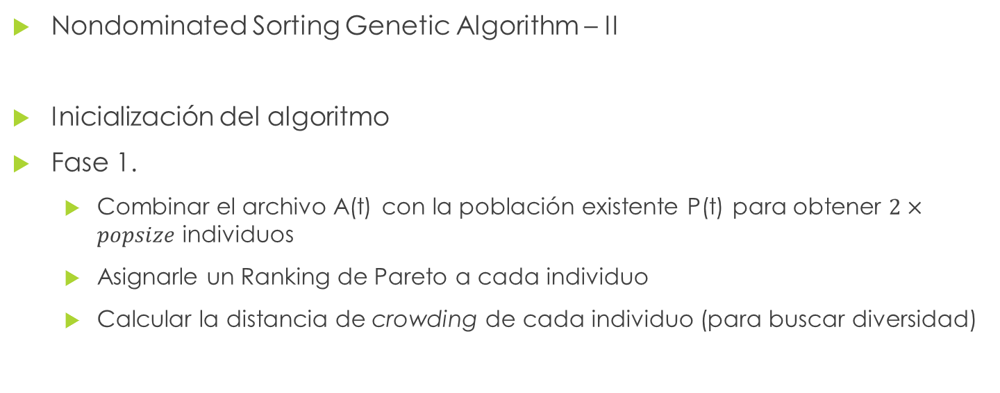 Nondominated Sorting Genetic Algorithm – II
Inicialización del algoritmo
Fase 1.
Combinar el archivo A(t) con la población existente P(t) para obtener 2 ×
popsize individuos
Asignarle un Ranking de Pareto a cada individuo
Calcular la distancia de crowding de cada individuo (para buscar diversidad)